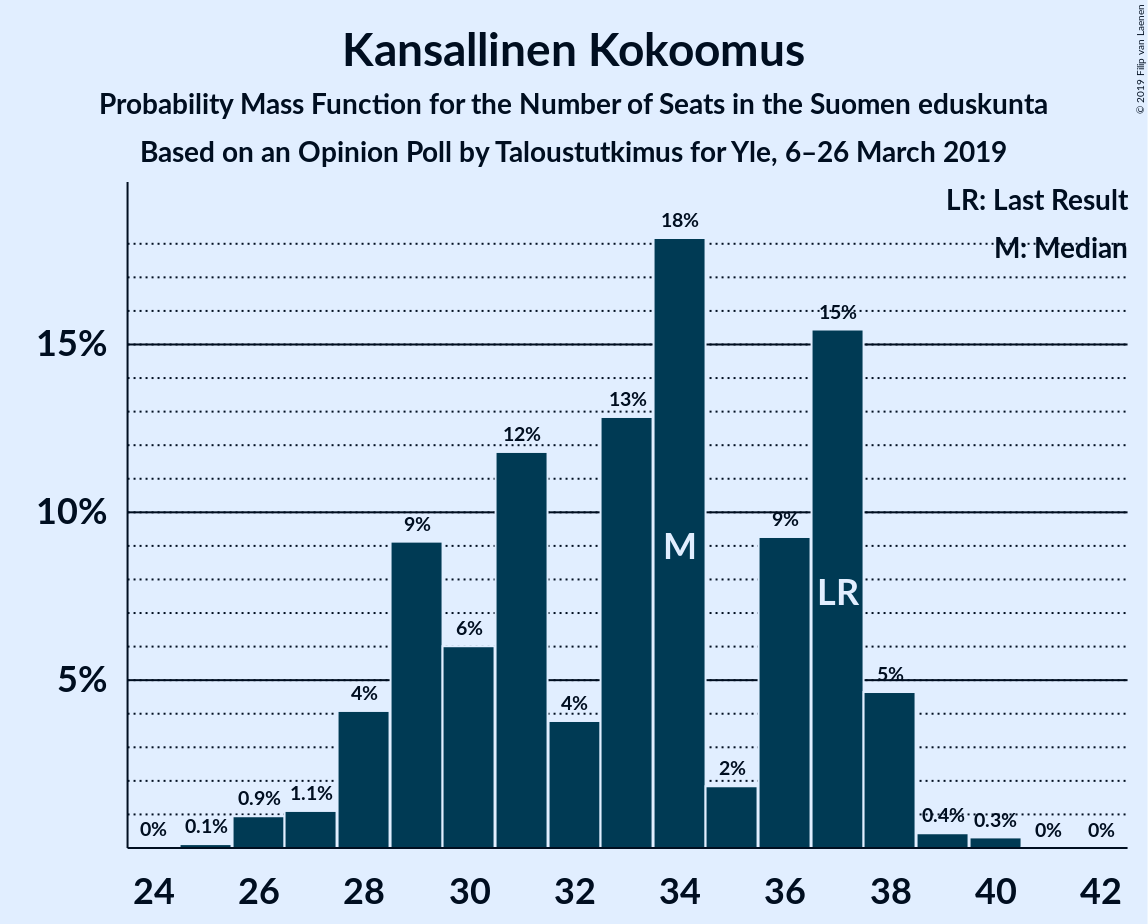 Kansallinen Kokoomus
Probability Mass Function for the Number of Seats in the Suomen eduskunta
Based on an Opinion Poll by Taloustutkimus for Yle, 6–26 March 2019
© 2019 Filip van Laenen
LR: Last Result
M: Median
15%
10%
5%
0%
0.1%
0.9%
1.1%
4%
9%
6%
12%
4%
13%
18%
2%
9%
15%
5%
0.4%
0.3%
0%
0%
M
LR
24 26 28 30 32 34 36 38 40 42